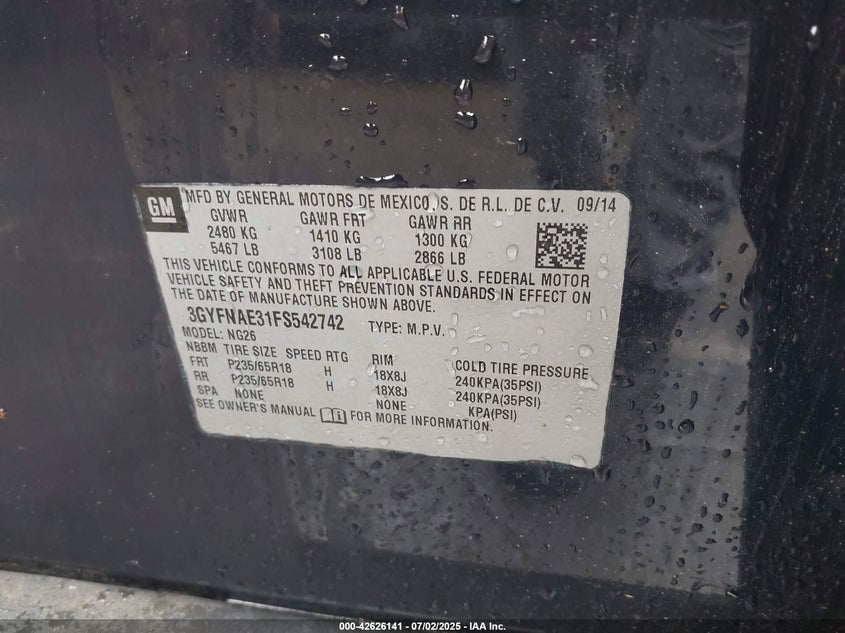 GM
MFD BY GENERAL MOTORS DE MEXICO, S. DE R.L. DE C.V. 09/14
GVWR GAWR FRT GAWR RR
2480 KG 1410 KG 1300 KG
5467 LB 3108 LB 2866 LB
THIS VEHICLE CONFORMS TO ALL APPLICABLE U.S. FEDERAL MOTOR
VEHICLE SAFETY AND THEFT PREVENTION STANDARDS IN EFFECT ON
THE DATE OF MANUFACTURE SHOWN ABOVE.
3GYFNAE31FS542742 TYPE: M.P.V.
MODEL: NG26
NBBM TIRE SIZE SPEED RTG RIM COLD TIRE PRESSURE
FRT P235/65R18 H 18X8J 240KPA(35PSI)
RR P235/65R18 H 18X8J 240KPA(35PSI)
SPA NONE NONE KPA(PSI)
SEE OWNER'S MANUAL FOR MORE INFORMATION.
000-42626141 - 07/02/2025 - IAA Inc.